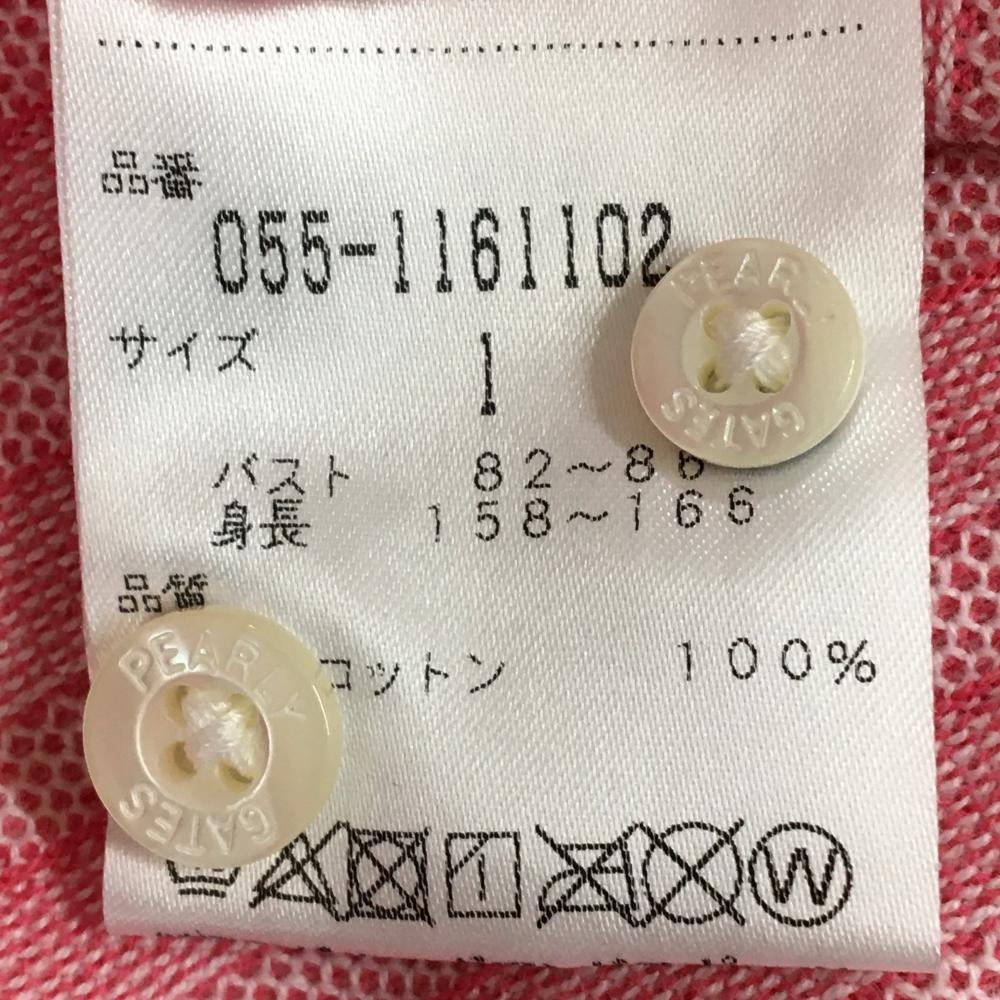 品番
055-1161102
サイズ 1
PEARLY
GATES
バスト 82~86
身長 158~166
品質
コットン 100%
PEARLY
GATES
1
W